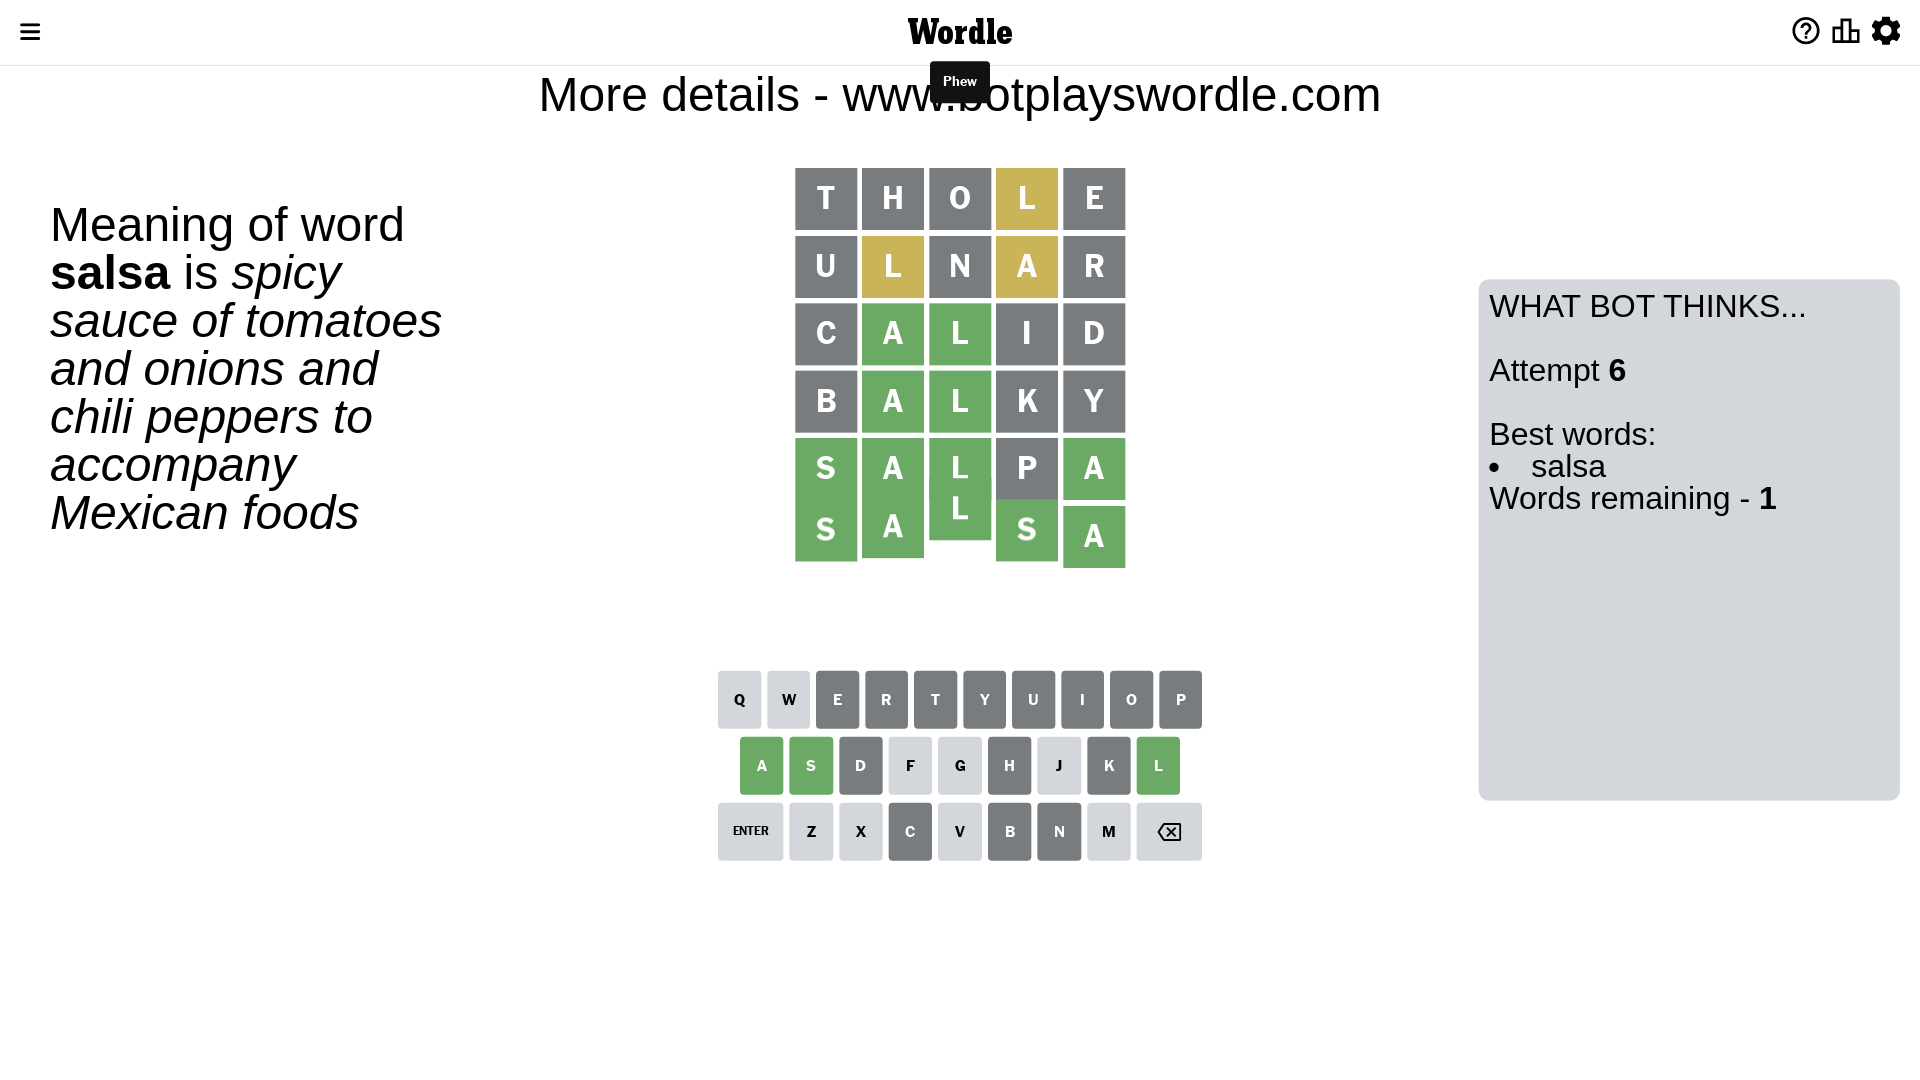 Wordle
Phew
More details - www.botplayswordle.com
Meaning of word
salsa is spicy
sauce of tomatoes
and onions and
chili peppers to
accompany
Mexican foods
T H O L E
U L N A R
C A L I D
B A L K Y
S A L P A
S A L S A
WHAT BOT THINKS...
Attempt 6
Best words:
• salsa
Words remaining - 1
Q W E R T Y U I O P
A S D F G H J K L
ENTER Z X C V B N M